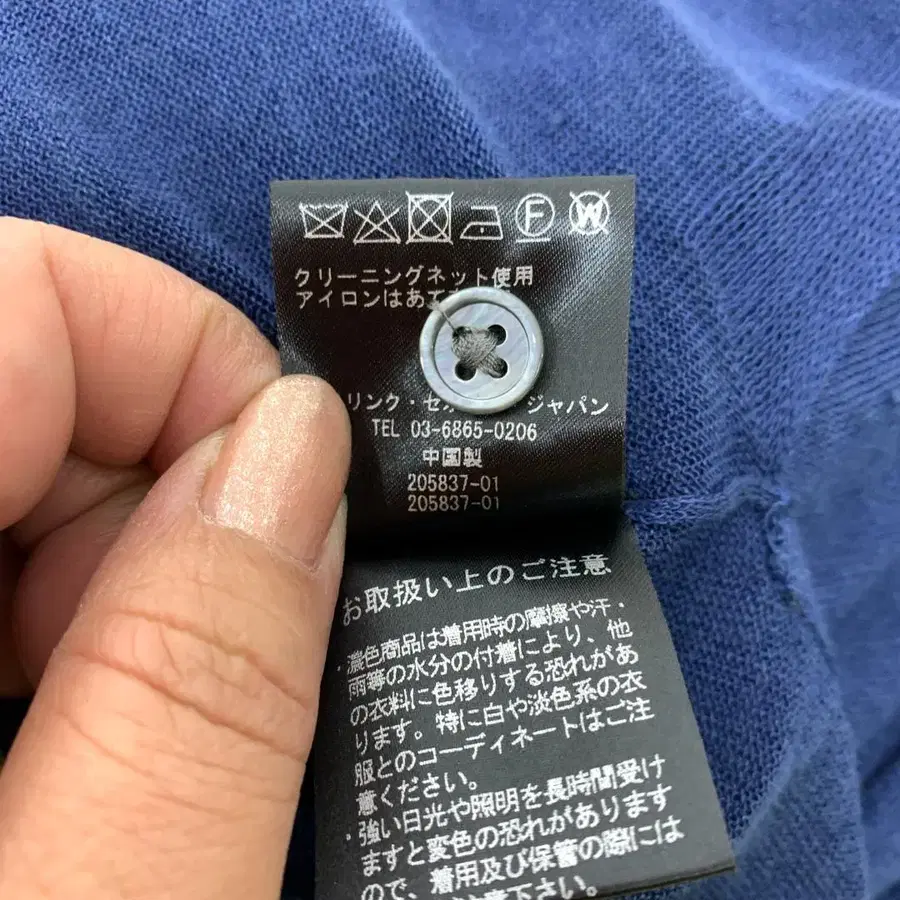 F W
クリーニングネット使用
アイロンはあて
リンク・セオ ジャパン
TEL 03-6865-0206
中国製
205837-01
205837-01
お取扱い上のご注意
・濃色商品は着用時の摩擦や汗・
雨等の水分の付着により、他
の衣料に色移りする恐れがあ
ります。特に白や淡色系の衣
服とのコーディネートはご注
意ください。
・強い日光や照明を長時間受け
ますと変色の恐れがあります
ので、着用及び保管の際には
注意下さい。